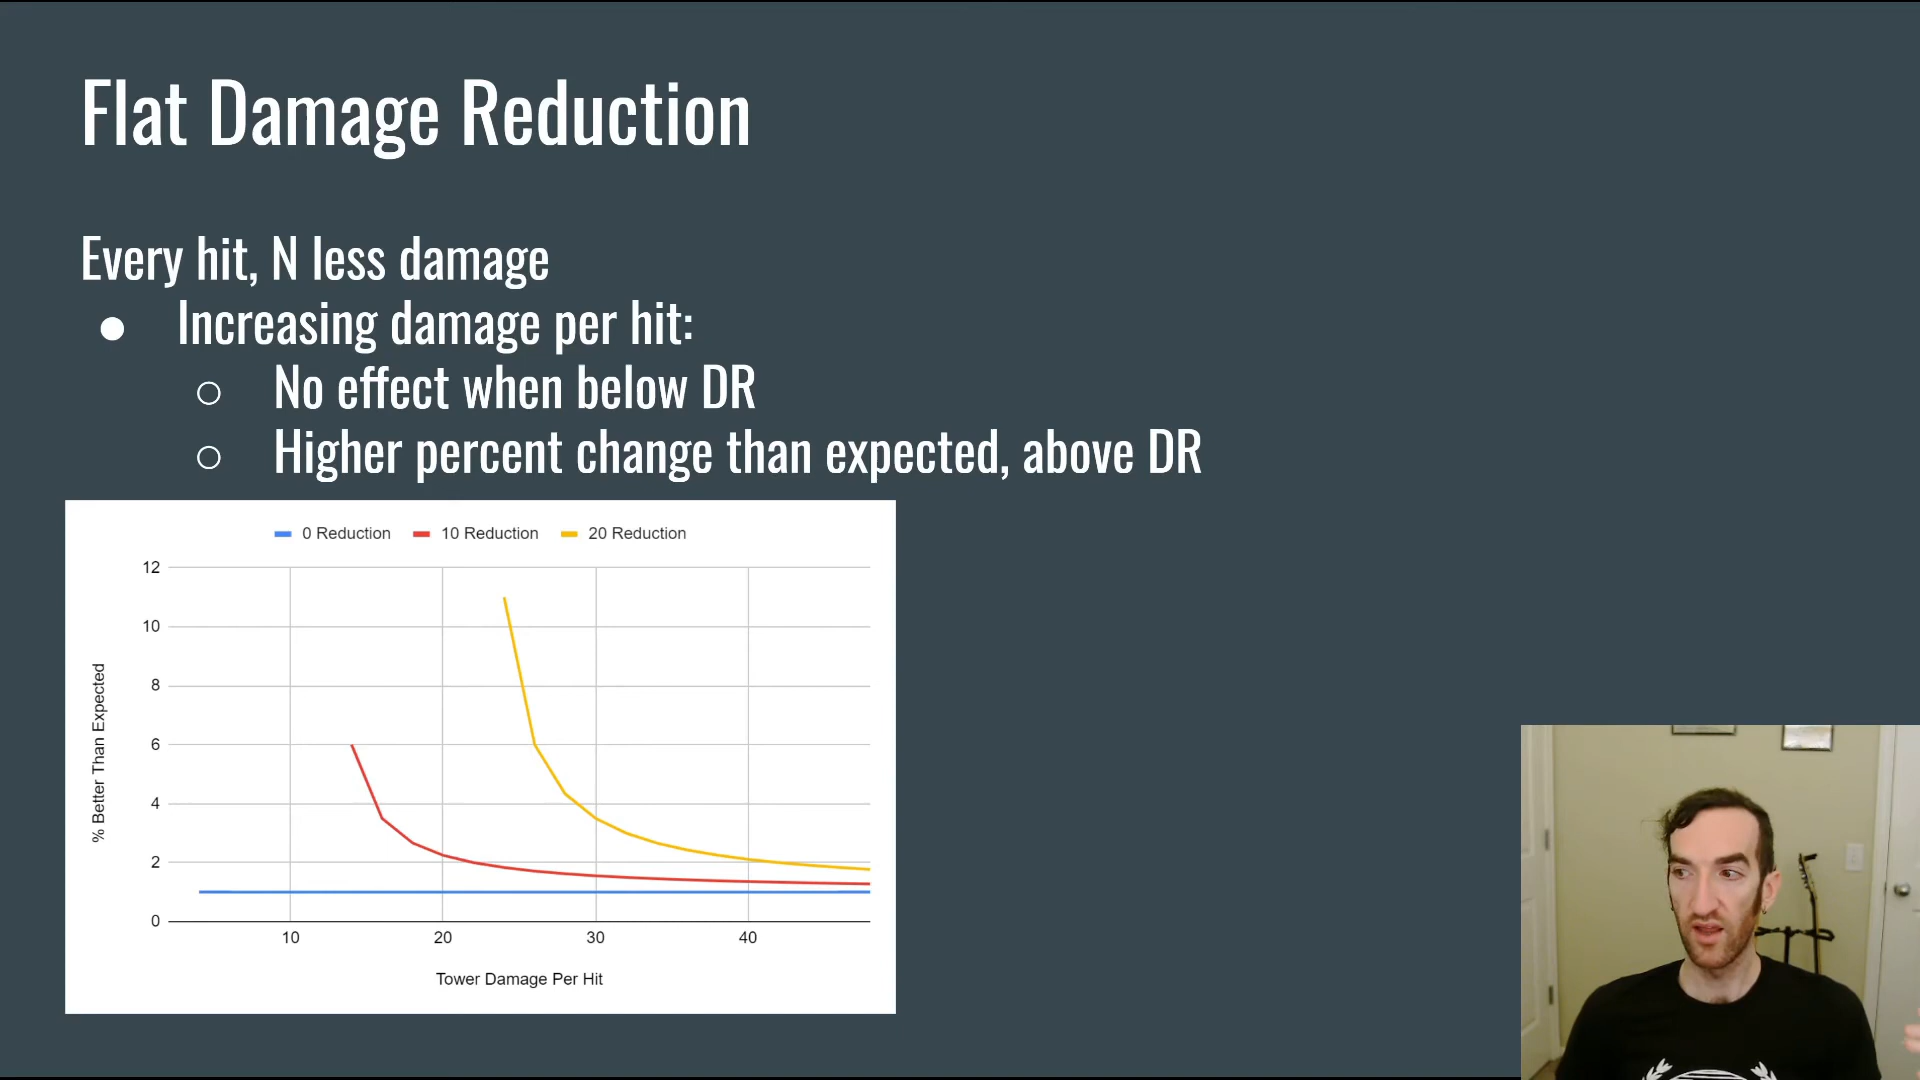 Flat Damage Reduction
Every hit, N less damage
● Increasing damage per hit:
○ No effect when below DR
○ Higher percent change than expected, above DR
0 Reduction 10 Reduction 20 Reduction
12
10
8
6
4
2
0
% Better Than Expected
10 20 30 40
Tower Damage Per Hit